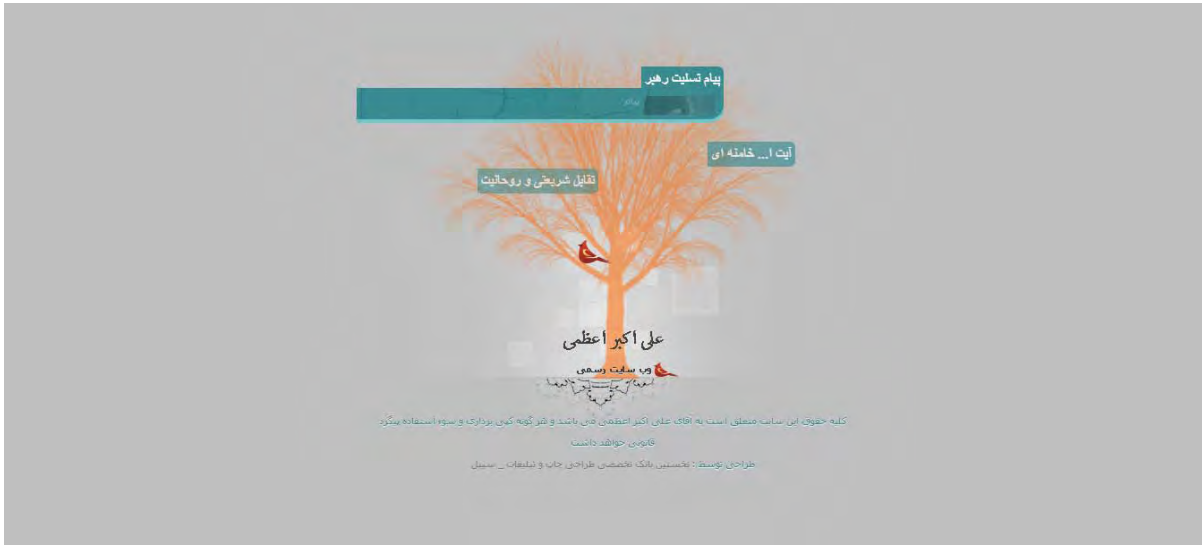 پیام تسلیت رهبر
پیام
آیت ا... خامنه ای
تقابل شریعتی و روحانیت
علی اکبر اعظمی
وب سایت رسمی
کلیه حقوق این سایت متعلق است به آقای علی اکبر اعظمی می باشد و هر گونه کپی برداری و سوء استفاده پیگرد
قانونی خواهد داشت
طراحی توسط : نخستین بانک تخصصی طراحی چاپ و تبلیغات _